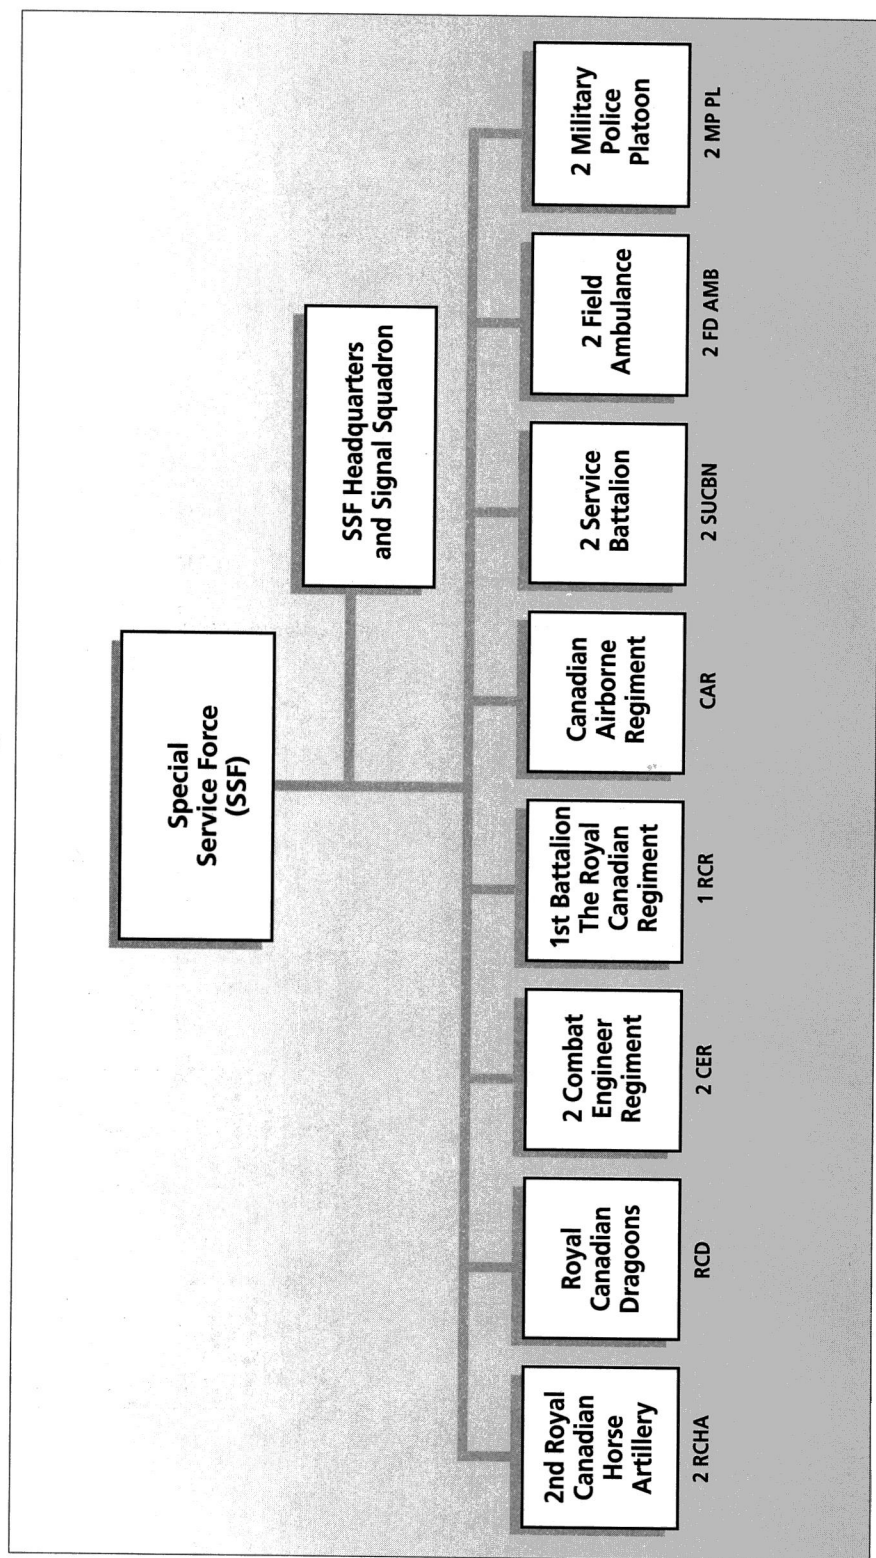 Special
Service Force
(SSF)
SSF Headquarters
and Signal Squadron
2nd Royal
Canadian
Horse
Artillery
2 RCHA
Royal
Canadian
Dragoons
RCD
2 Combat
Engineer
Regiment
2 CER
1st Battalion
The Royal
Canadian
Regiment
1 RCR
Canadian
Airborne
Regiment
CAR
2 Service
Battalion
2 SUCBN
2 Field
Ambulance
2 FD AMB
2 Military
Police
Platoon
2 MP PL